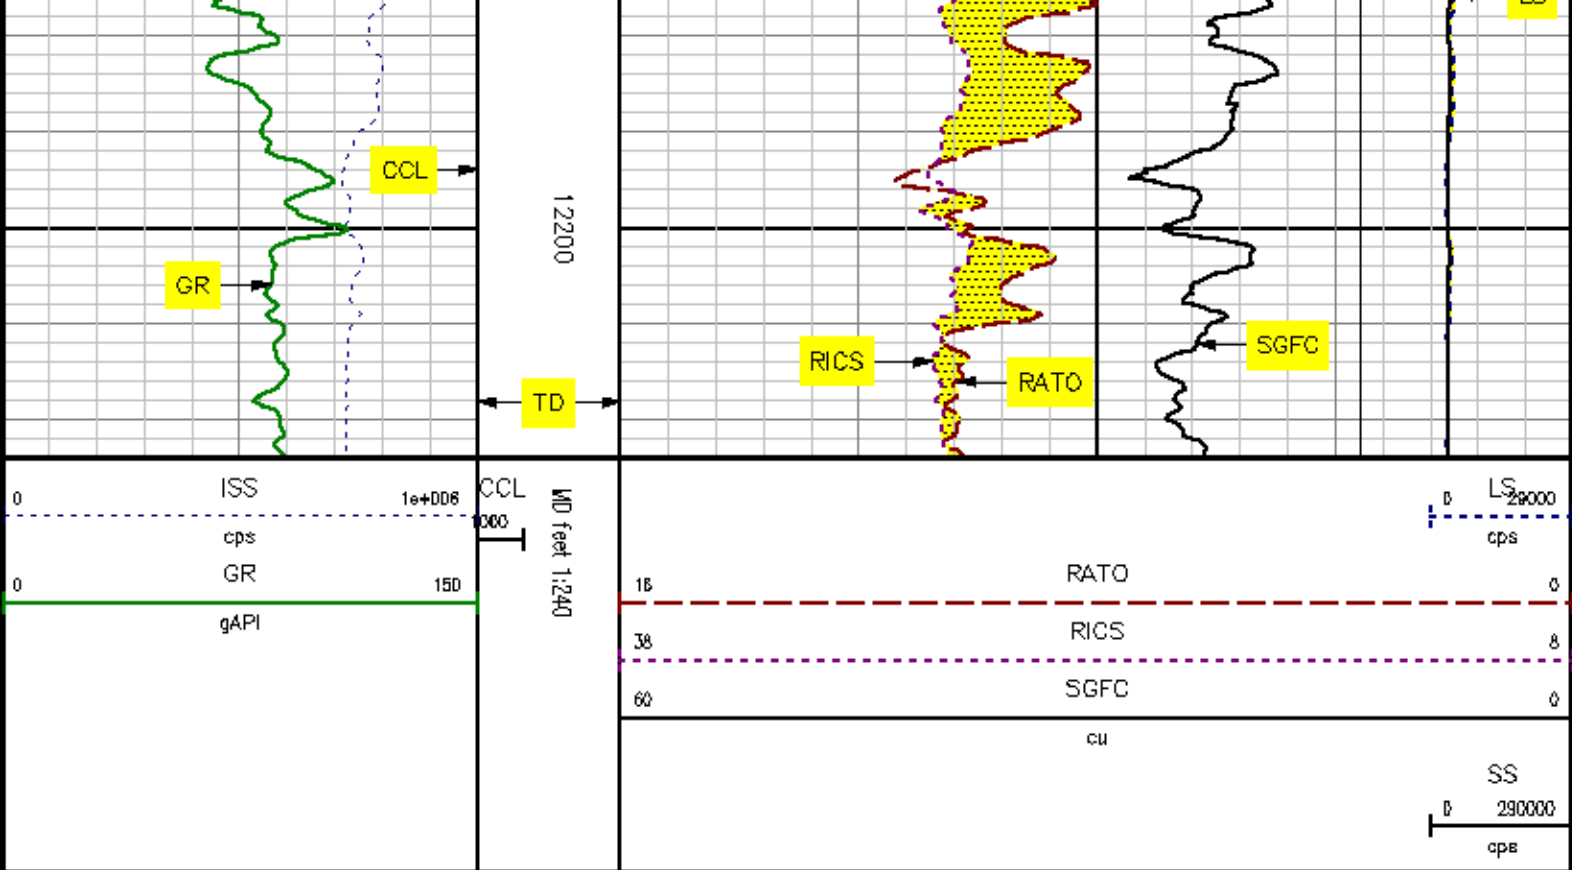 LS
CCL
12200
GR
SGFC
RICS
RATO
TD
ISS
0 1e+006
cps
GR
0 150
gAPI
CCL
1000
MD feet 1:240
LS
0 29000
cps
RATO
16 0
RICS
38 8
SGFC
60 0
cu
SS
0 290000
cps